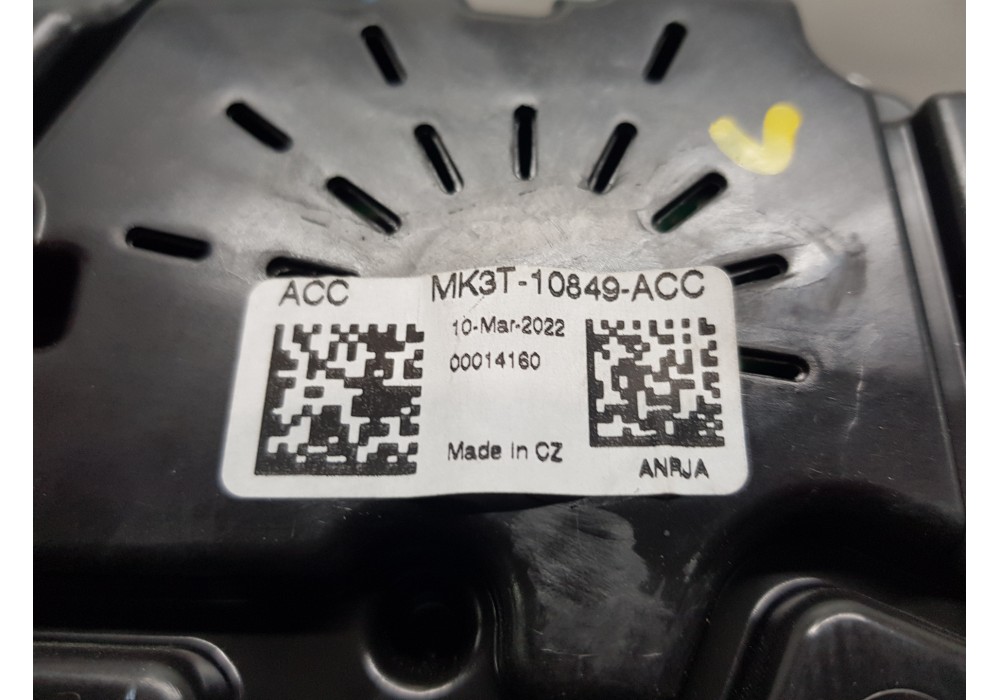 ACC MK3T-10849-ACC
10-Mar-2022
00014160
Made in CZ
ANRJA